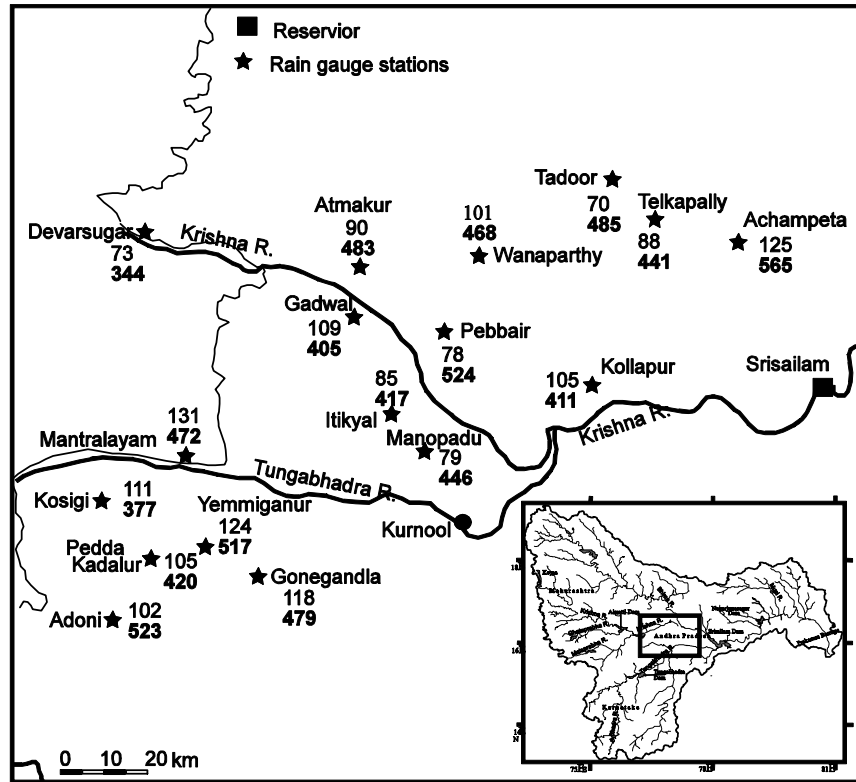 Reservior
Rain gauge stations
Tadoor
70
485
Telkapally
88
441
Achampeta
125
565
Atmakur
90
483
101
468
Wanaparthy
Devarsugar
73
344
Krishna R.
Gadwal
109
405
Pebbair
78
524
Kollapur
105
411
Srisailam
85
417
Itikyal
Krishna R.
Manopadu
79
446
131
Mantralayam
472
Tungabhadra R.
Kosigi
111
377
Kurnool
Yemmiganur
124
517
Pedda
Kadalur
105
420
Gonegandla
118
479
Adoni
102
523
Maharashtra
Andhra Prades
Karnataka
0 10 20 km